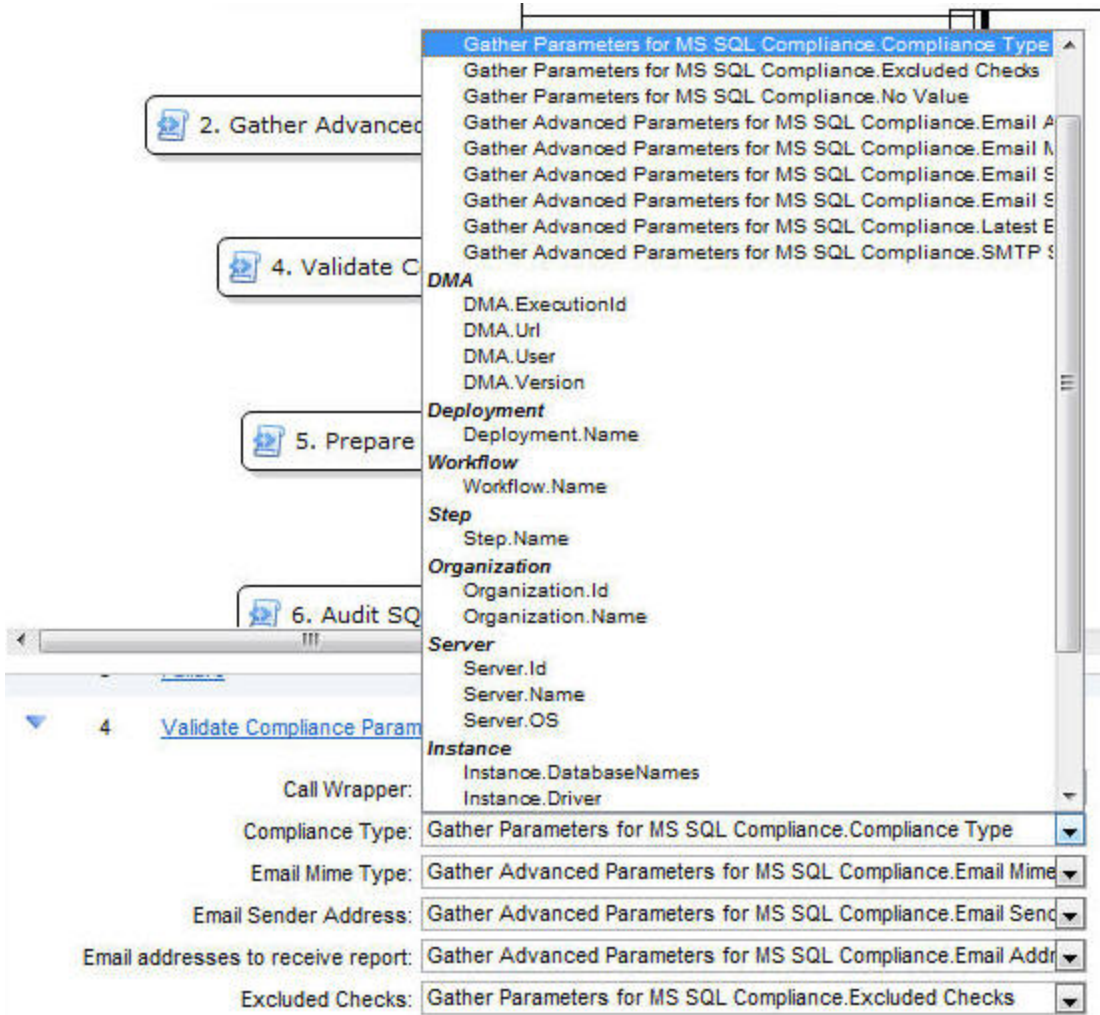 Gather Parameters for MS SQL Compliance.Compliance Type
Gather Parameters for MS SQL Compliance.Excluded Checks
Gather Parameters for MS SQL Compliance.No Value
2. Gather Advanced
Gather Advanced Parameters for MS SQL Compliance.Email A
Gather Advanced Parameters for MS SQL Compliance.Email M
Gather Advanced Parameters for MS SQL Compliance.Email S
Gather Advanced Parameters for MS SQL Compliance.Email S
Gather Advanced Parameters for MS SQL Compliance.Latest E
Gather Advanced Parameters for MS SQL Compliance.SMTP S
4. Validate C
DMA
DMA.ExecutionId
DMA.Url
DMA.User
DMA.Version
Deployment
Deployment.Name
5. Prepare
Workflow
Workflow.Name
Step
Step.Name
Organization
Organization.Id
Organization.Name
6. Audit SQ
Server
Server.Id
Server.Name
Server.OS
4 Validate Compliance Param
Instance
Instance.DatabaseNames
Instance.Driver
Call Wrapper:
Compliance Type: Gather Parameters for MS SQL Compliance.Compliance Type
Email Mime Type: Gather Advanced Parameters for MS SQL Compliance.Email Mime
Email Sender Address: Gather Advanced Parameters for MS SQL Compliance.Email Senc
Email addresses to receive report: Gather Advanced Parameters for MS SQL Compliance.Email Addr
Excluded Checks: Gather Parameters for MS SQL Compliance.Excluded Checks